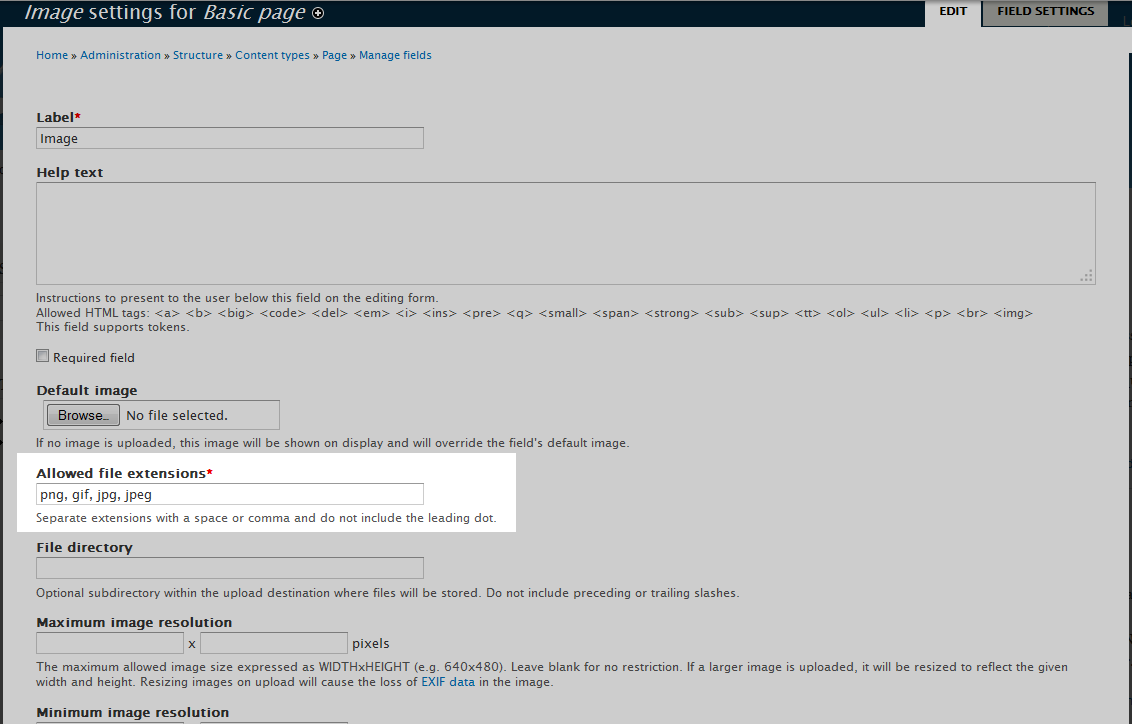 Image settings for Basic page
EDIT
FIELD SETTINGS
Home » Administration » Structure » Content types » Page » Manage fields
Label*
Image
Help text
Instructions to present to the user below this field on the editing form.
Allowed HTML tags: <a> <b> <big> <code> <del> <em> <i> <ins> <pre> <q> <small> <span> <strong> <sub> <sup> <tt> <ol> <ul> <li> <p> <br> <img>
This field supports tokens.
Required field
Default image
Browse... No file selected.
If no image is uploaded, this image will be shown on display and will override the field's default image.
Allowed file extensions*
png, gif, jpg, jpeg
Separate extensions with a space or comma and do not include the leading dot.
File directory
Optional subdirectory within the upload destination where files will be stored. Do not include preceding or trailing slashes.
Maximum image resolution
x pixels
The maximum allowed image size expressed as WIDTHxHEIGHT (e.g. 640x480). Leave blank for no restriction. If a larger image is uploaded, it will be resized to reflect the given
width and height. Resizing images on upload will cause the loss of EXIF data in the image.
Minimum image resolution